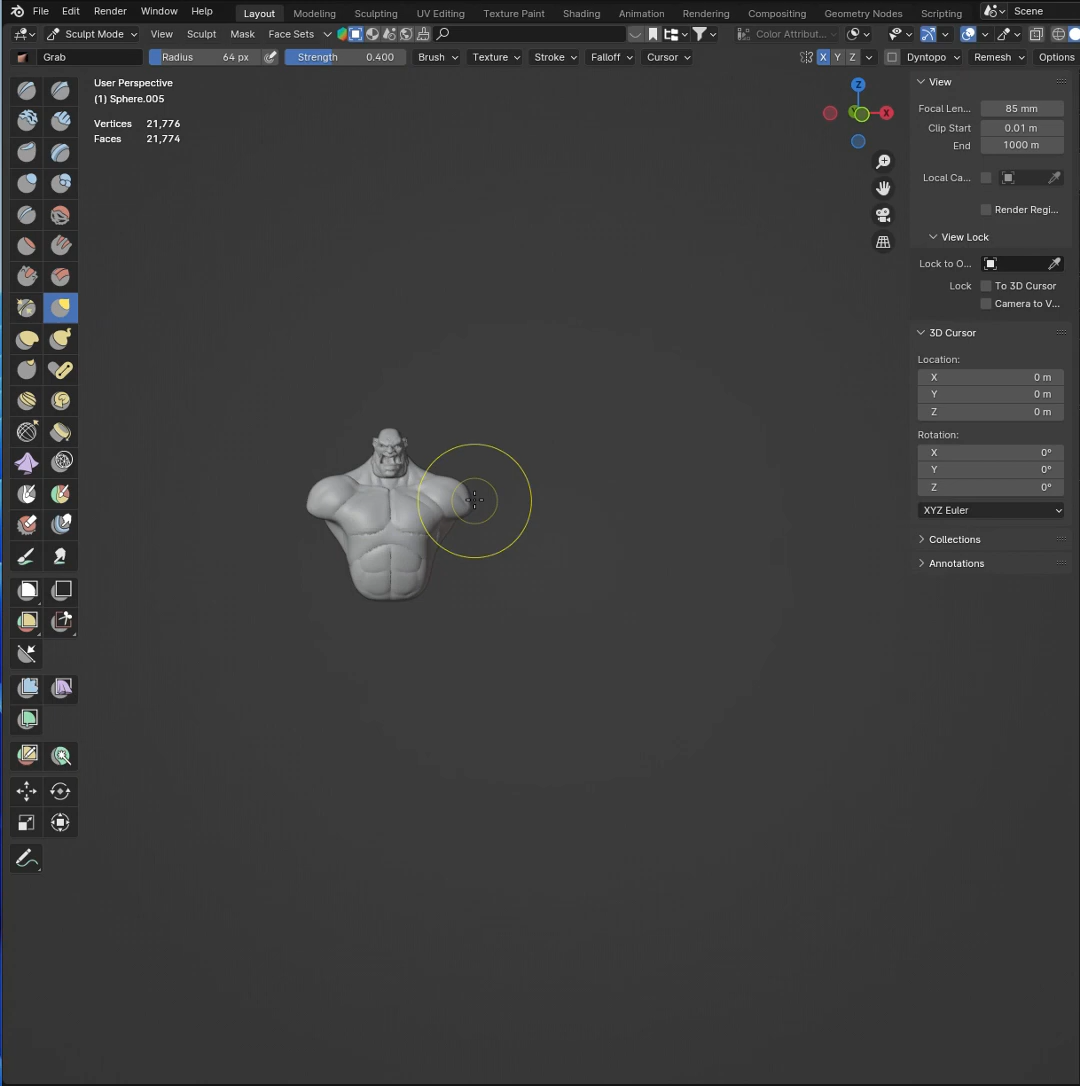 File Edit Render Window Help Layout Modeling Sculpting UV Editing Texture Paint Shading Animation Rendering Compositing Geometry Nodes Scripting Scene
Sculpt Mode View Sculpt Mask Face Sets Color Attribut...
Grab Radius 64 px Strength 0.400 Brush Texture Stroke Falloff Cursor X Y Z Dyntopo Remesh Options
User Perspective
(1) Sphere.005
Vertices 21,776
Faces 21,774
Z
X
View
Focal Len... 85 mm
Clip Start 0.01 m
End 1000 m
Local Ca...
Render Regi...
View Lock
Lock to O...
Lock To 3D Cursor
Camera to V...
3D Cursor
Location:
X 0 m
Y 0 m
Z 0 m
Rotation:
X 0°
Y 0°
Z 0°
XYZ Euler
Collections
Annotations